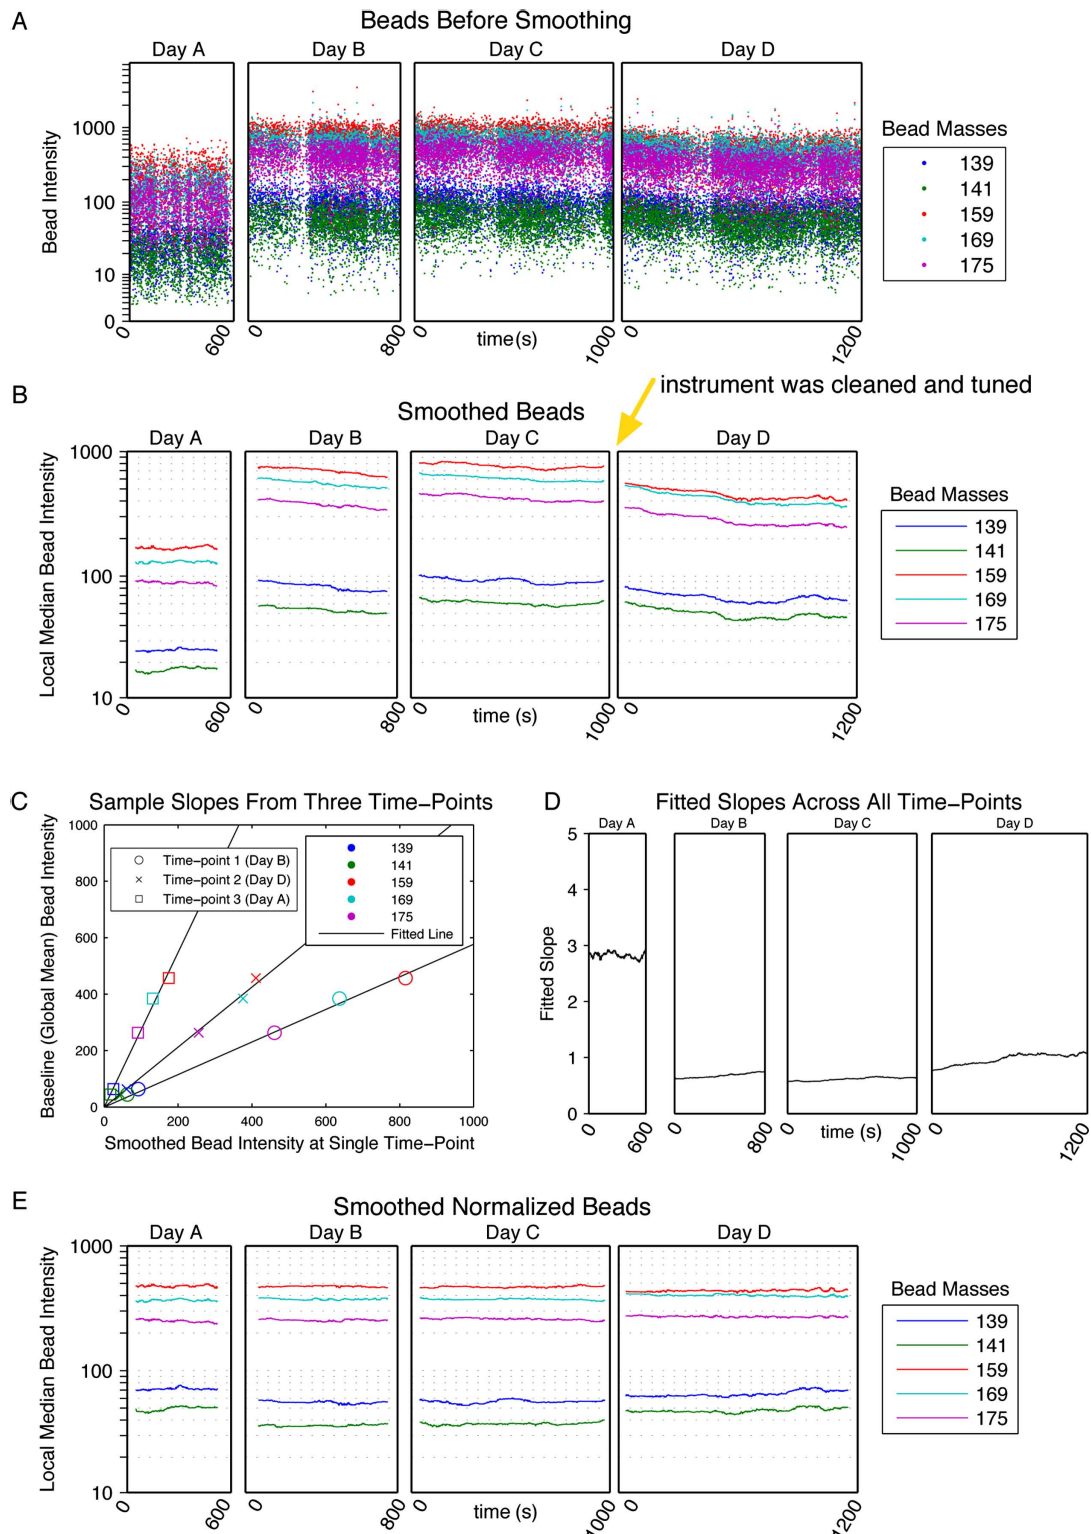 A
Beads Before Smoothing
Day A
Day B
Day C
Day D
Bead Intensity
1000
100
10
0
0
600
0
800
0
time(s)
1000
0
1200
Bead Masses
139
141
159
169
175
B
instrument was cleaned and tuned
Smoothed Beads
Day A
Day B
Day C
Day D
Local Median Bead Intensity
1000
100
10
0
600
0
800
0
time (s)
1000
0
1200
Bead Masses
139
141
159
169
175
C
Sample Slopes From Three Time-Points
Baseline (Global Mean) Bead Intensity
1000
800
600
400
200
0
Time-point 1 (Day B)
Time-point 2 (Day D)
Time-point 3 (Day A)
139
141
159
169
175
Fitted Line
0
200
400
600
800
1000
Smoothed Bead Intensity at Single Time-Point
D
Fitted Slopes Across All Time-Points
Day A
Day B
Day C
Day D
Fitted Slope
5
4
3
2
1
0
0
600
0
800
0
time (s)
1000
0
1200
E
Smoothed Normalized Beads
Day A
Day B
Day C
Day D
Local Median Bead Intensity
1000
100
10
0
600
0
800
0
time (s)
1000
0
1200
Bead Masses
139
141
159
169
175